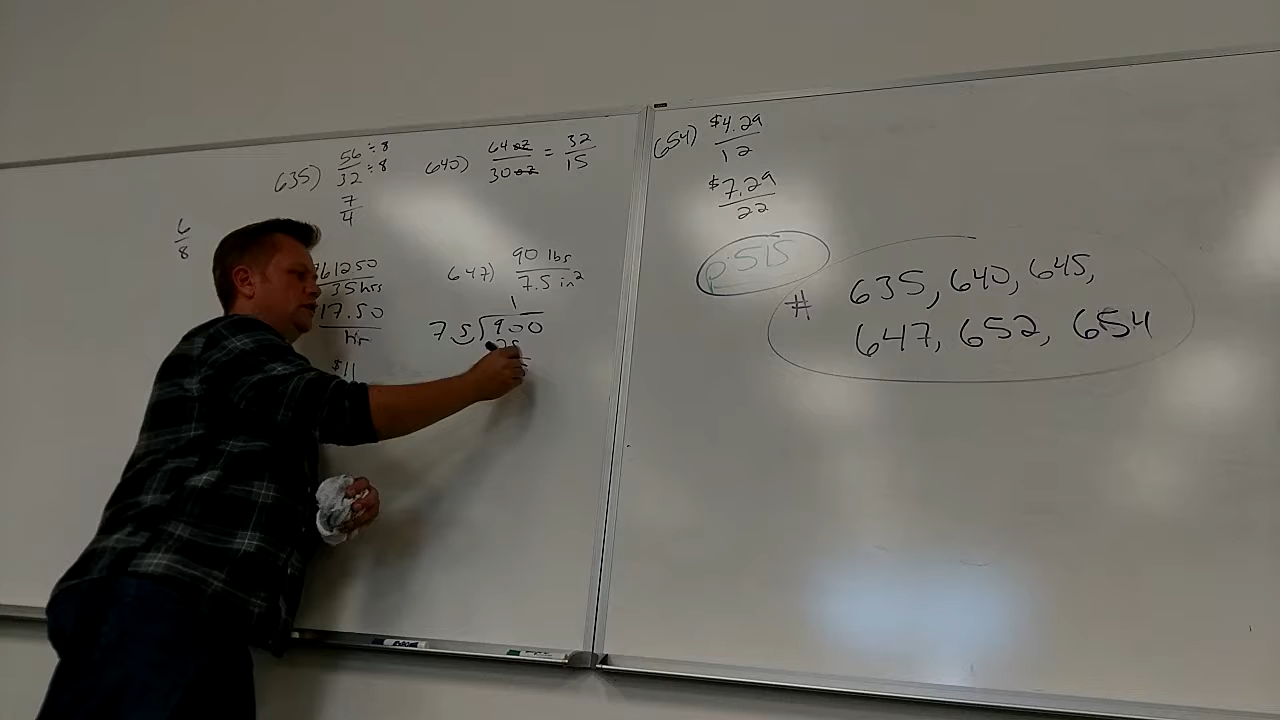 6
8
635) 56 ÷8
32 ÷8
7
4
640) 64 oz = 32
30 oz 15
61250
35 hrs
17.50
hr
$11
647) 90 lbs
7.5 in²
1
7.5 900
654) $4.29
12
$7.29
22
p.515
# 635, 640, 645,
647, 652, 654